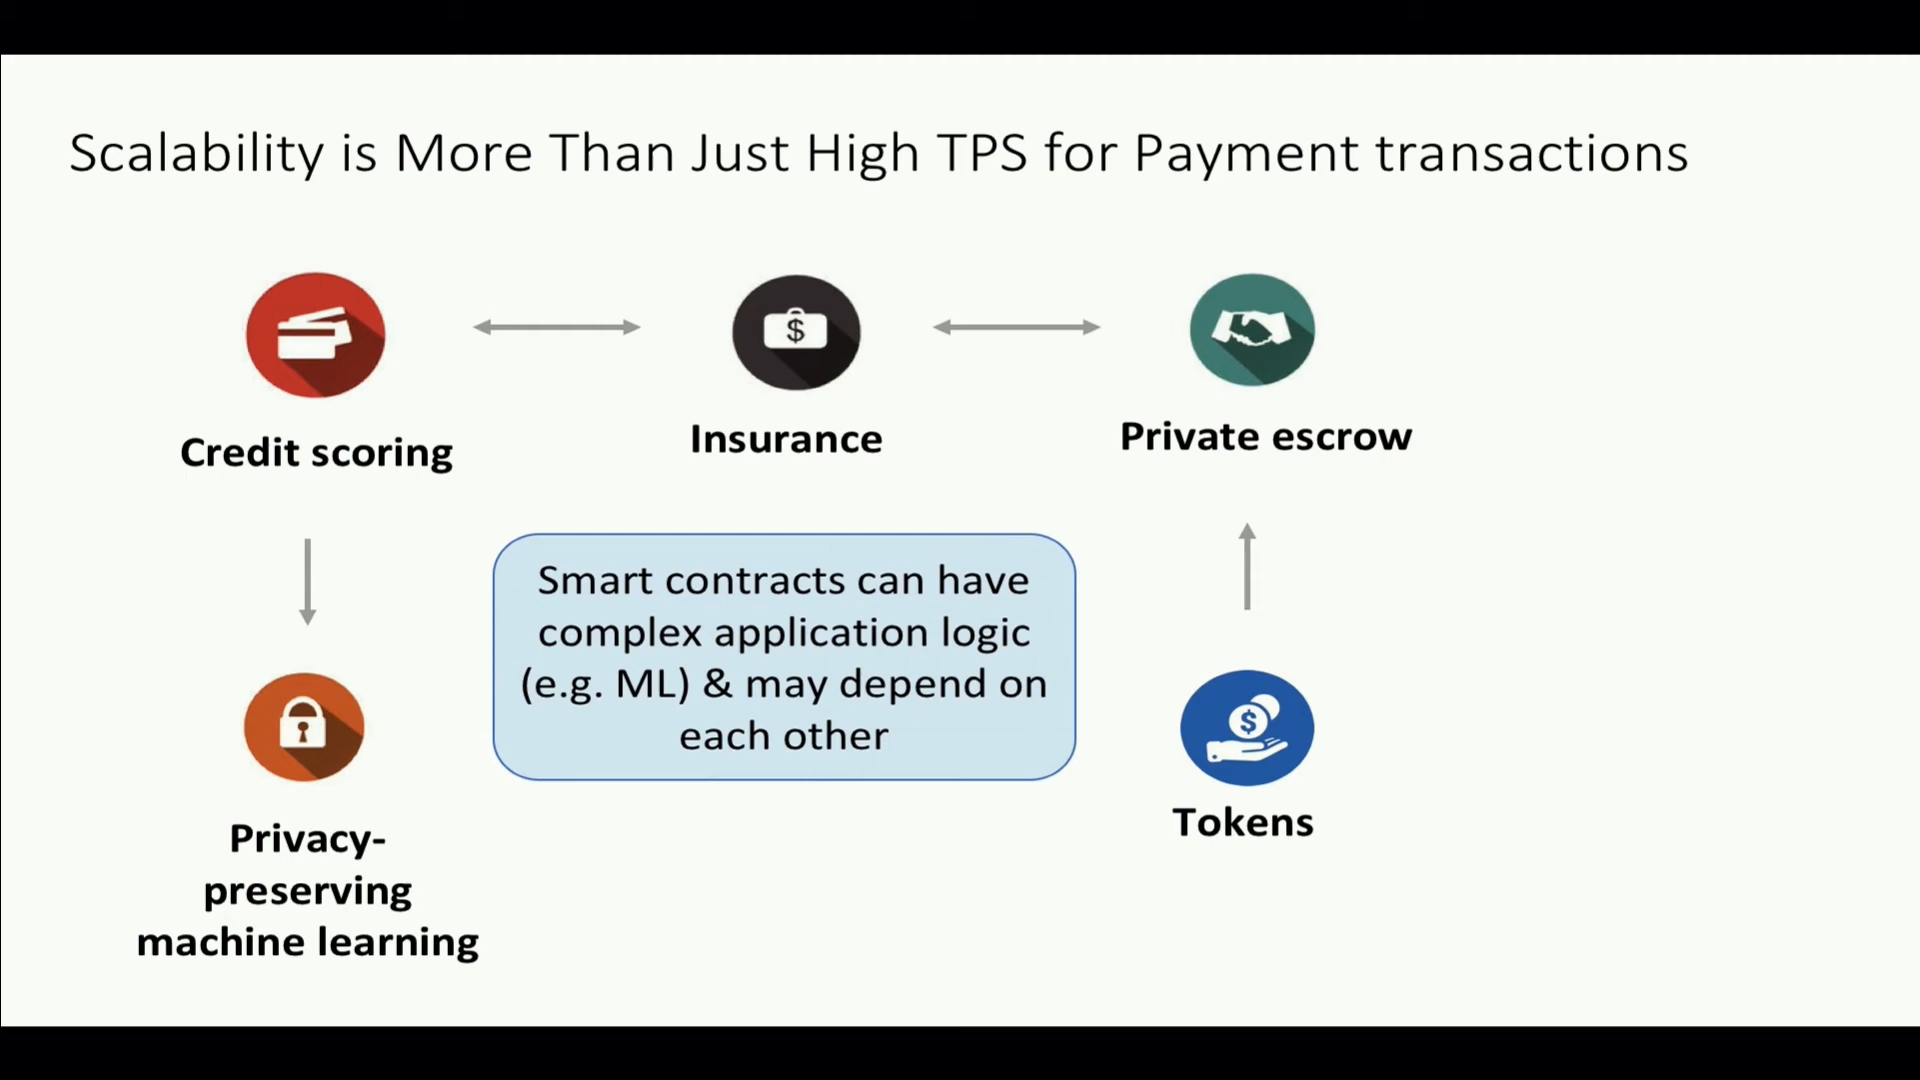 Scalability is More Than Just High TPS for Payment transactions
$
Credit scoring
Insurance
Private escrow
Smart contracts can have
complex application logic
(e.g. ML) & may depend on
each other
$
Tokens
Privacy-
preserving
machine learning